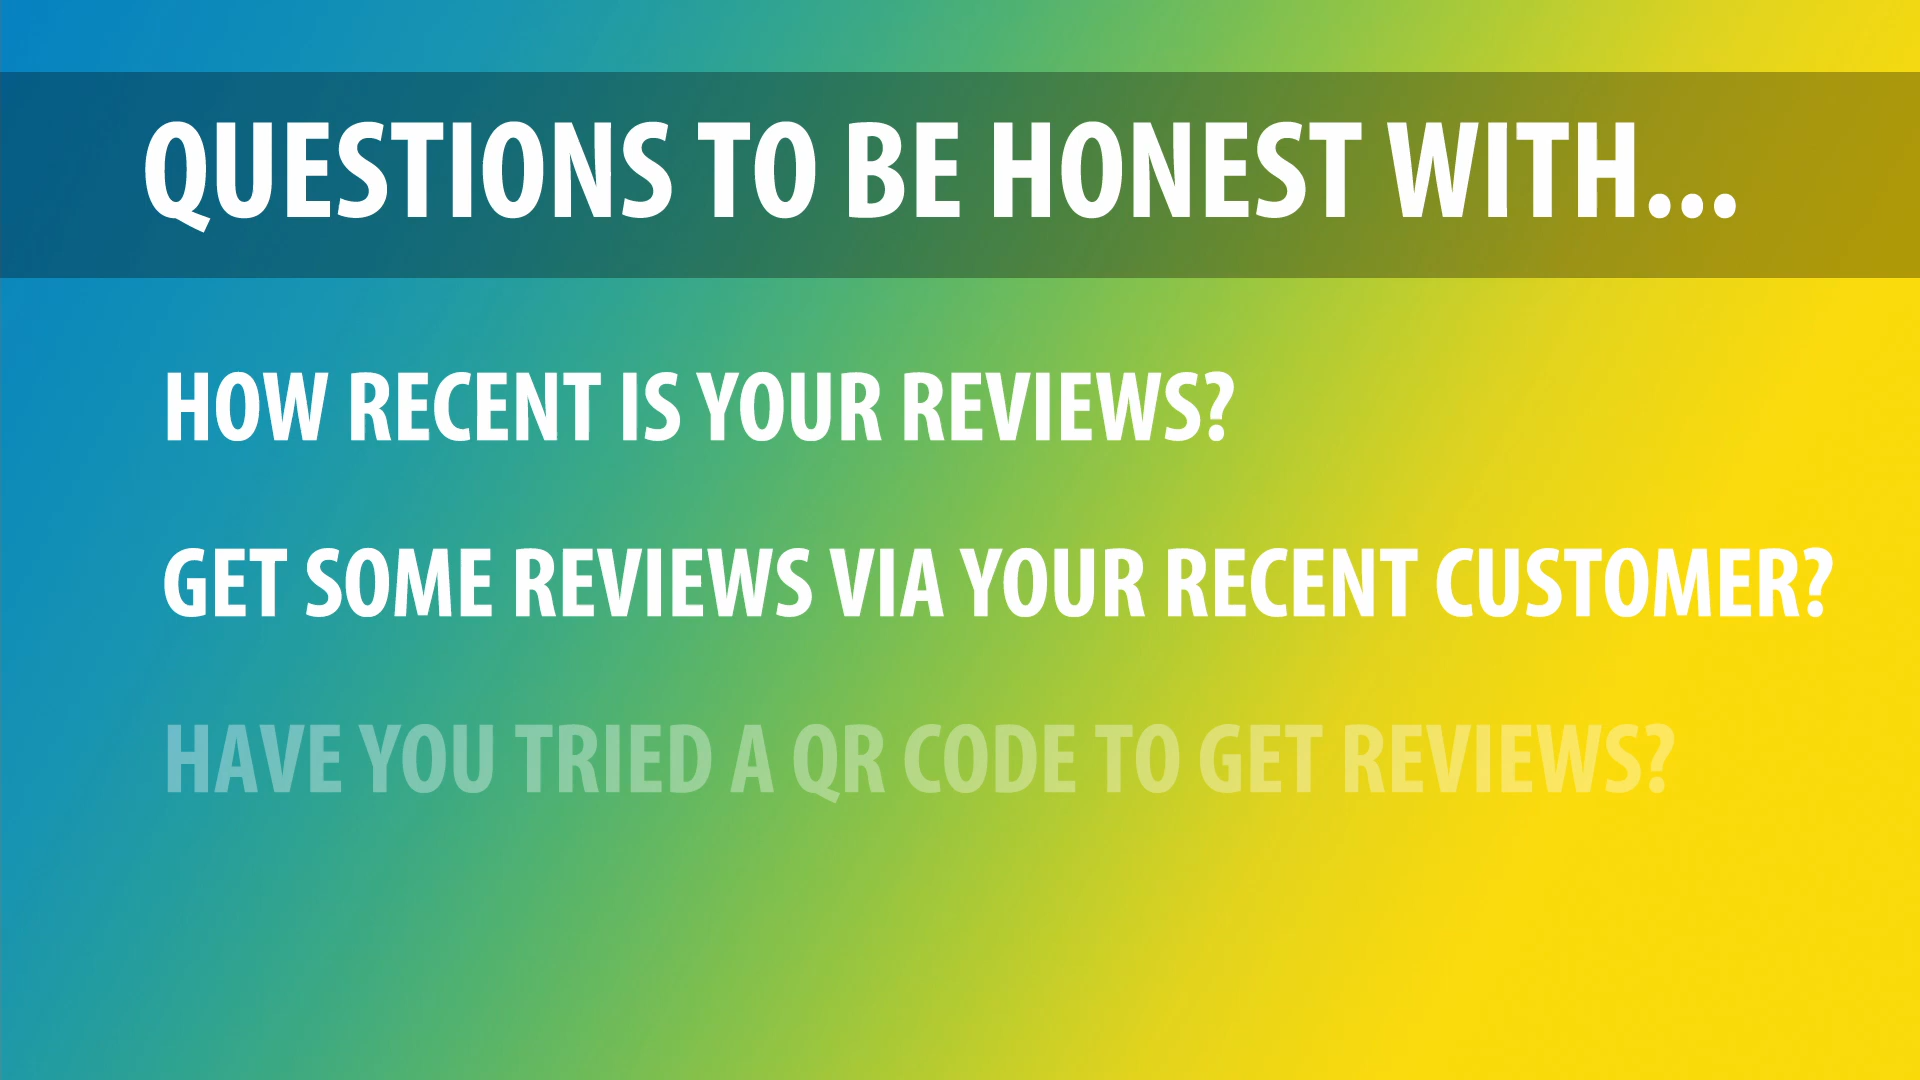 QUESTIONS TO BE HONEST WITH...
HOW RECENT IS YOUR REVIEWS?
GET SOME REVIEWS VIA YOUR RECENT CUSTOMER?
HAVE YOU TRIED A QR CODE TO GET REVIEWS?